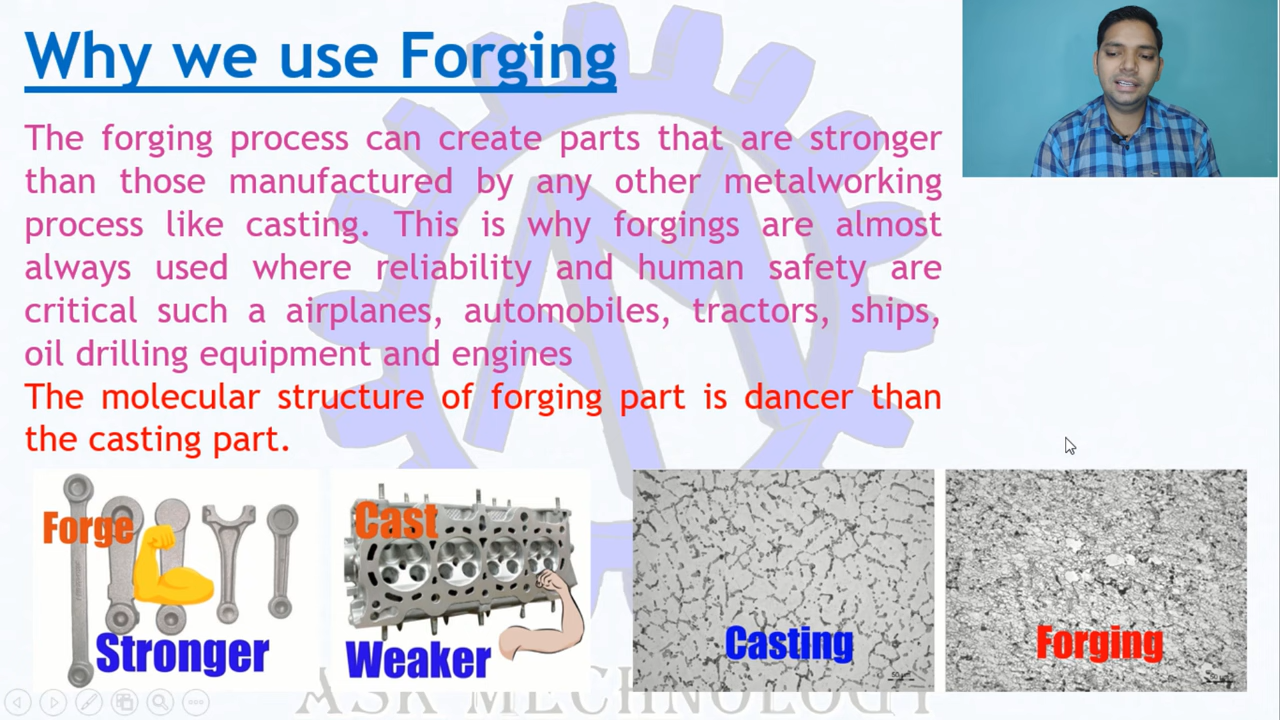 Why we use Forging
The forging process can create parts that are stronger
than those manufactured by any other metalworking
process like casting. This is why forgings are almost
always used where reliability and human safety are
critical such a airplanes, automobiles, tractors, ships,
oil drilling equipment and engines
The molecular structure of forging part is dancer than
the casting part.
Forge
Stronger
Cast
Weaker
Casting
Forging
ASK MECHNOLOGY